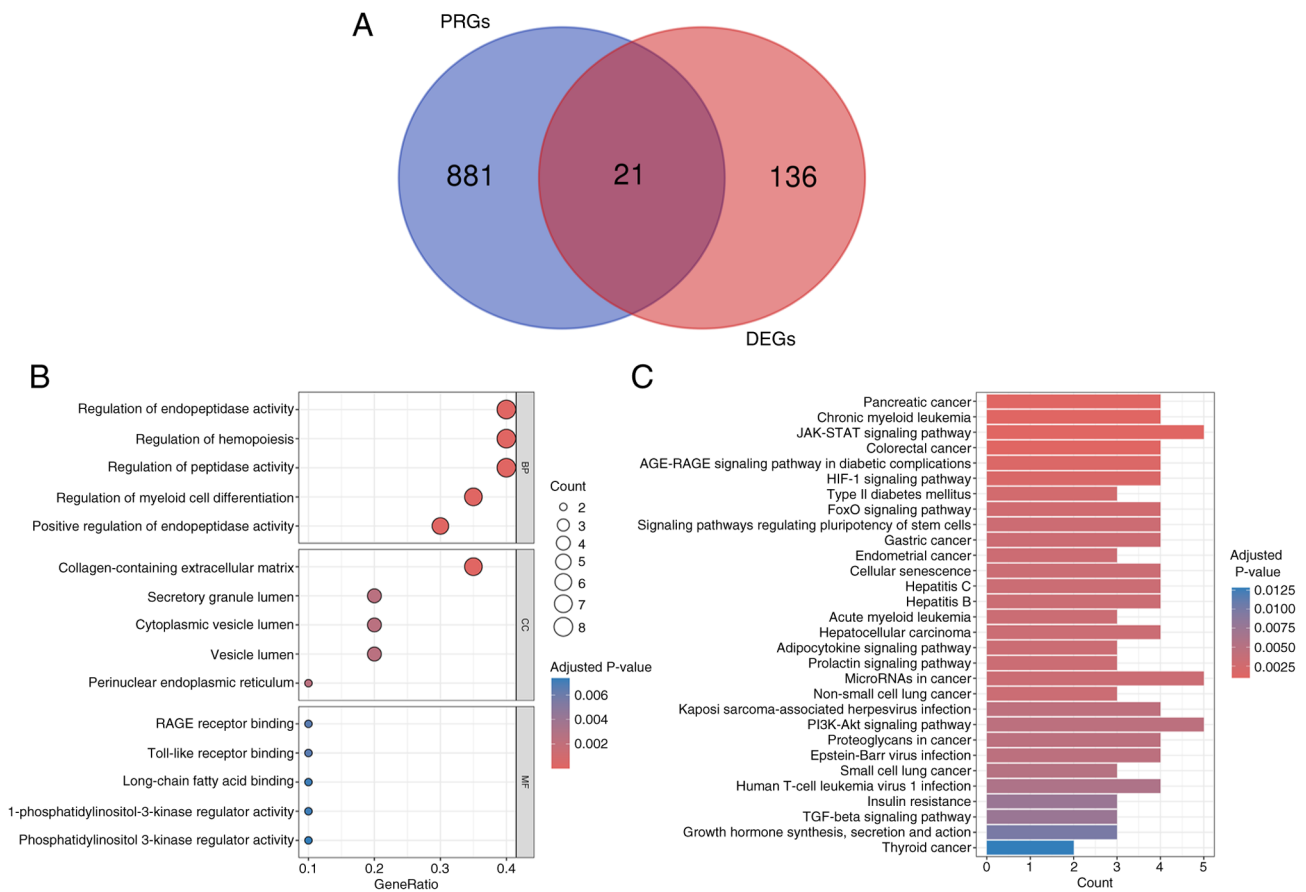 A
PRGs
881
21
136
DEGs
B
Regulation of endopeptidase activity
Regulation of hemopoiesis
Regulation of peptidase activity
Regulation of myeloid cell differentiation
Positive regulation of endopeptidase activity
BP
Collagen-containing extracellular matrix
Secretory granule lumen
Cytoplasmic vesicle lumen
Vesicle lumen
Perinuclear endoplasmic reticulum
CC
RAGE receptor binding
Toll-like receptor binding
Long-chain fatty acid binding
1-phosphatidylinositol-3-kinase regulator activity
Phosphatidylinositol 3-kinase regulator activity
MF
0.1 0.2 0.3 0.4
GeneRatio
Count
2
3
4
5
6
7
8
Adjusted P-value
0.006
0.004
0.002
C
Pancreatic cancer
Chronic myeloid leukemia
JAK-STAT signaling pathway
Colorectal cancer
AGE-RAGE signaling pathway in diabetic complications
HIF-1 signaling pathway
Type II diabetes mellitus
FoxO signaling pathway
Signaling pathways regulating pluripotency of stem cells
Gastric cancer
Endometrial cancer
Cellular senescence
Hepatitis C
Hepatitis B
Acute myeloid leukemia
Hepatocellular carcinoma
Adipocytokine signaling pathway
Prolactin signaling pathway
MicroRNAs in cancer
Non-small cell lung cancer
Kaposi sarcoma-associated herpesvirus infection
PI3K-Akt signaling pathway
Proteoglycans in cancer
Epstein-Barr virus infection
Small cell lung cancer
Human T-cell leukemia virus 1 infection
Insulin resistance
TGF-beta signaling pathway
Growth hormone synthesis, secretion and action
Thyroid cancer
0 1 2 3 4 5
Count
Adjusted
P-value
0.0125
0.0100
0.0075
0.0050
0.0025